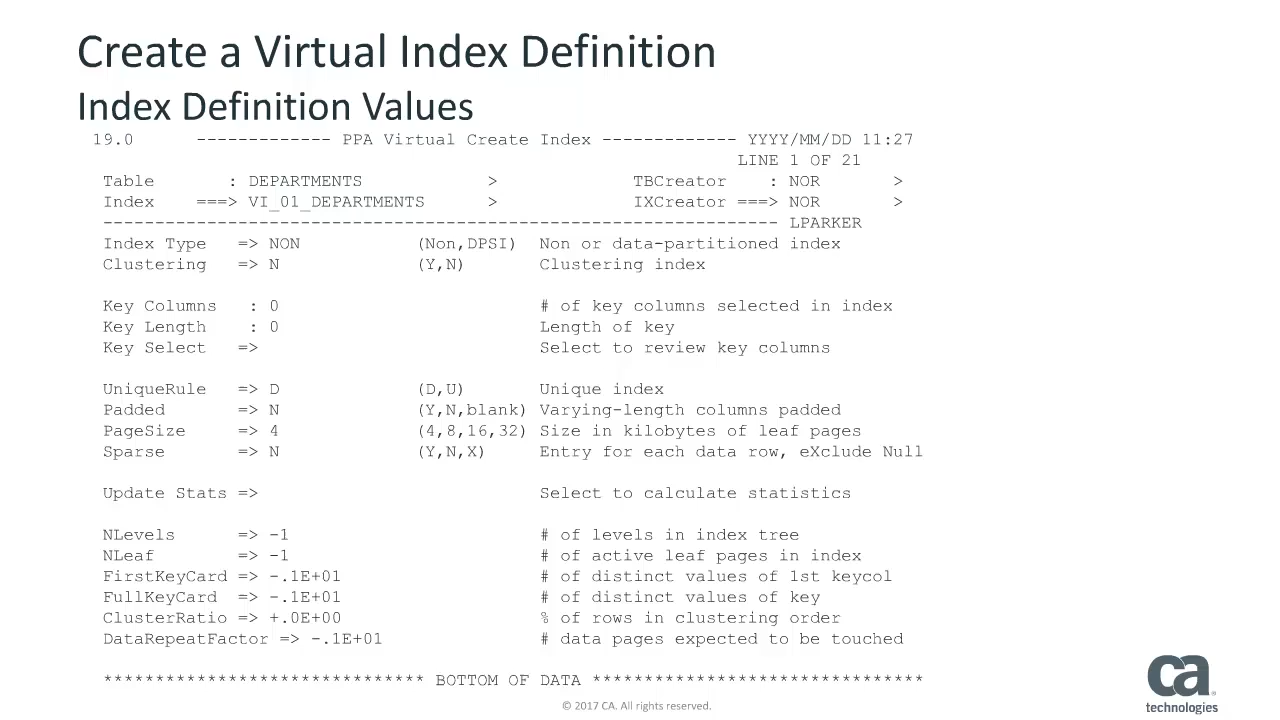 Create a Virtual Index Definition
Index Definition Values
19.0 ------------- PPA Virtual Create Index ------------- YYYY/MM/DD 11:27
LINE 1 OF 21
Table : DEPARTMENTS > TBCreator : NOR >
Index ===> VI_01_DEPARTMENTS > IXCreator ===> NOR >
----------------------------------------------------------------- LPARKER
Index Type => NON (Non,DPSI) Non or data-partitioned index
Clustering => N (Y,N) Clustering index
Key Columns : 0 # of key columns selected in index
Key Length : 0 Length of key
Key Select => Select to review key columns
UniqueRule => D (D,U) Unique index
Padded => N (Y,N,blank) Varying-length columns padded
PageSize => 4 (4,8,16,32) Size in kilobytes of leaf pages
Sparse => N (Y,N,X) Entry for each data row, eXclude Null
Update Stats => Select to calculate statistics
NLevels => -1 # of levels in index tree
NLeaf => -1 # of active leaf pages in index
FirstKeyCard => -.1E+01 # of distinct values of 1st keycol
FullKeyCard => -.1E+01 # of distinct values of key
ClusterRatio => +.0E+00 % of rows in clustering order
DataRepeatFactor => -.1E+01 # data pages expected to be touched
******************************* BOTTOM OF DATA ********************************
© 2017 CA. All rights reserved.
ca
technologies